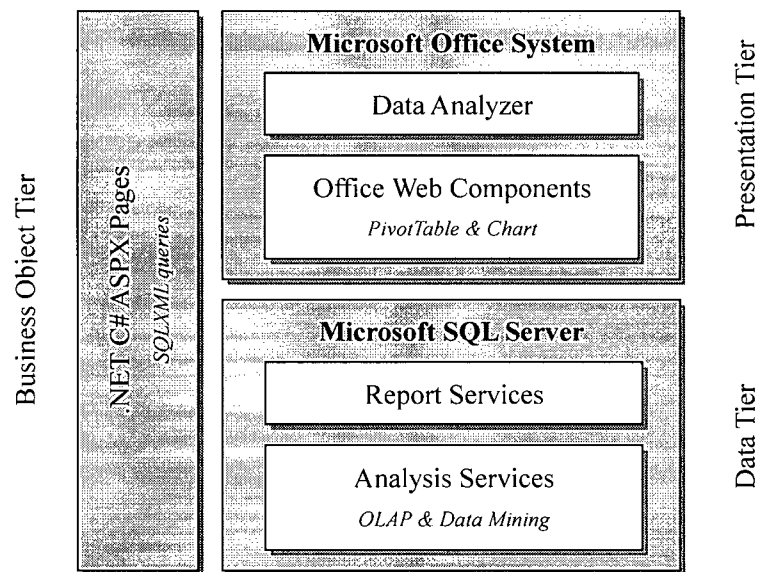 Business Object Tier
.NET C# ASPX Pages
SQLXML queries
Microsoft Office System
Data Analyzer
Office Web Components
PivotTable & Chart
Presentation Tier
Microsoft SQL Server
Report Services
Analysis Services
OLAP & Data Mining
Data Tier